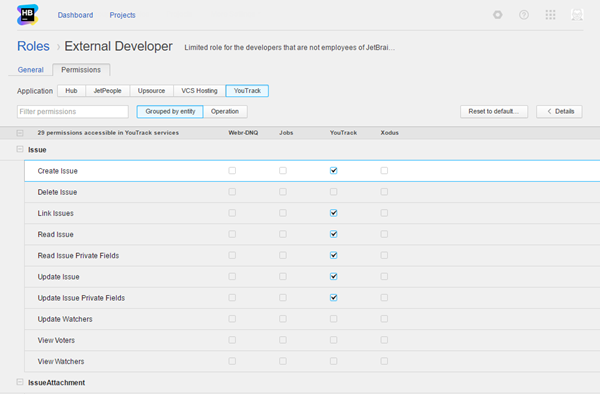 HB
Dashboard Projects
Roles External Developer Limited role for the developers that are not employees of JetBrai…
General Permissions
Application Hub JetPeople Upsource VCS Hosting YouTrack
Filter permissions Grouped by entity Operation Reset to default… Details
29 permissions accessible in YouTrack services Webr-DNQ Jobs YouTrack Xodus
Issue
Create Issue
Delete Issue
Link Issues
Read Issue
Read Issue Private Fields
Update Issue
Update Issue Private Fields
Update Watchers
View Voters
View Watchers
IssueAttachment